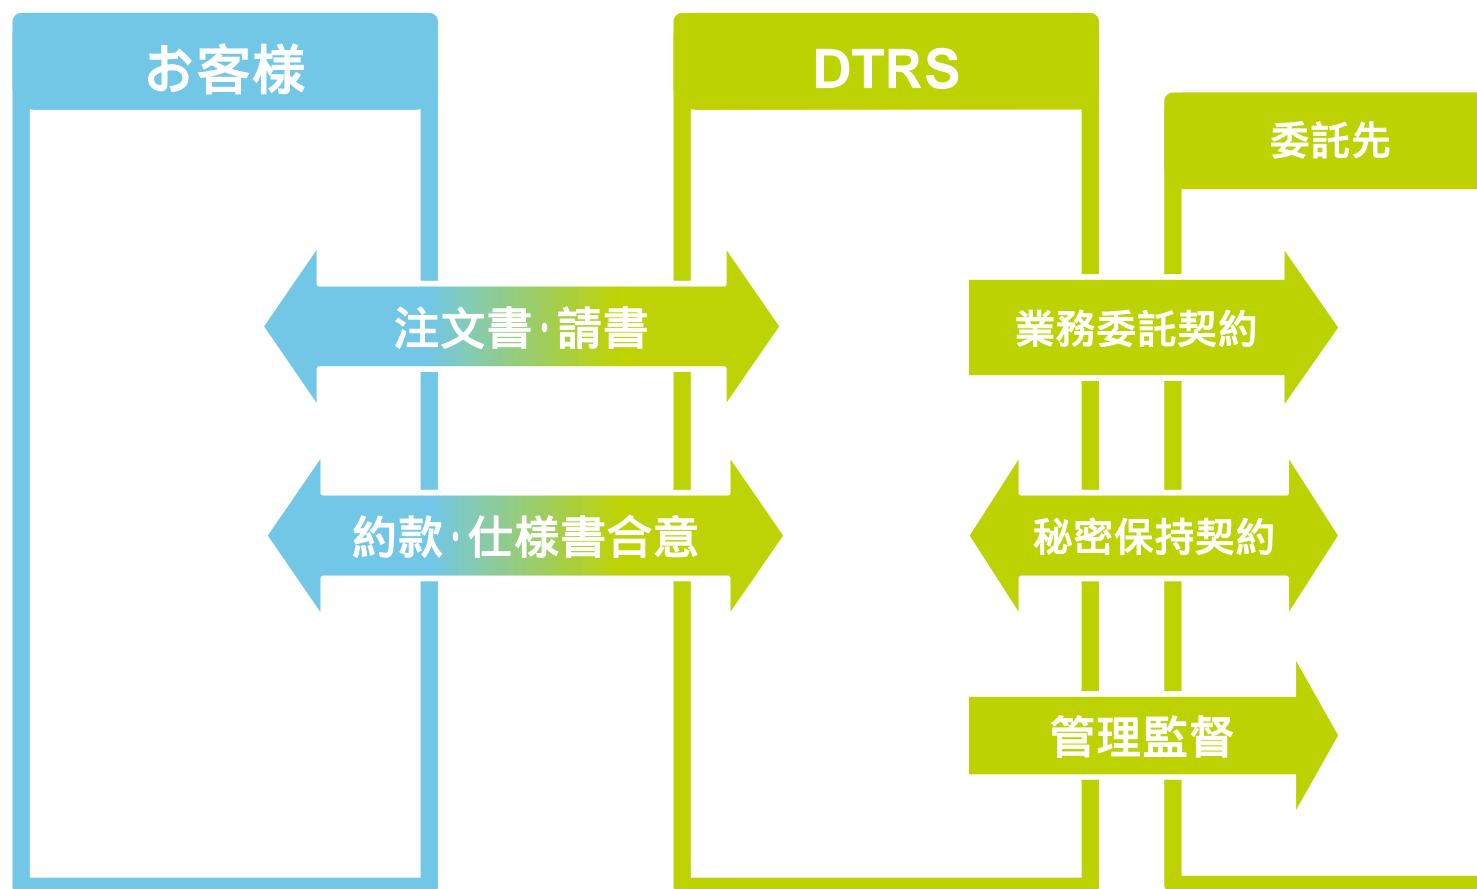 お客様
DTRS
委託先
注文書・請書
業務委託契約
約款・仕様書合意
秘密保持契約
管理監督